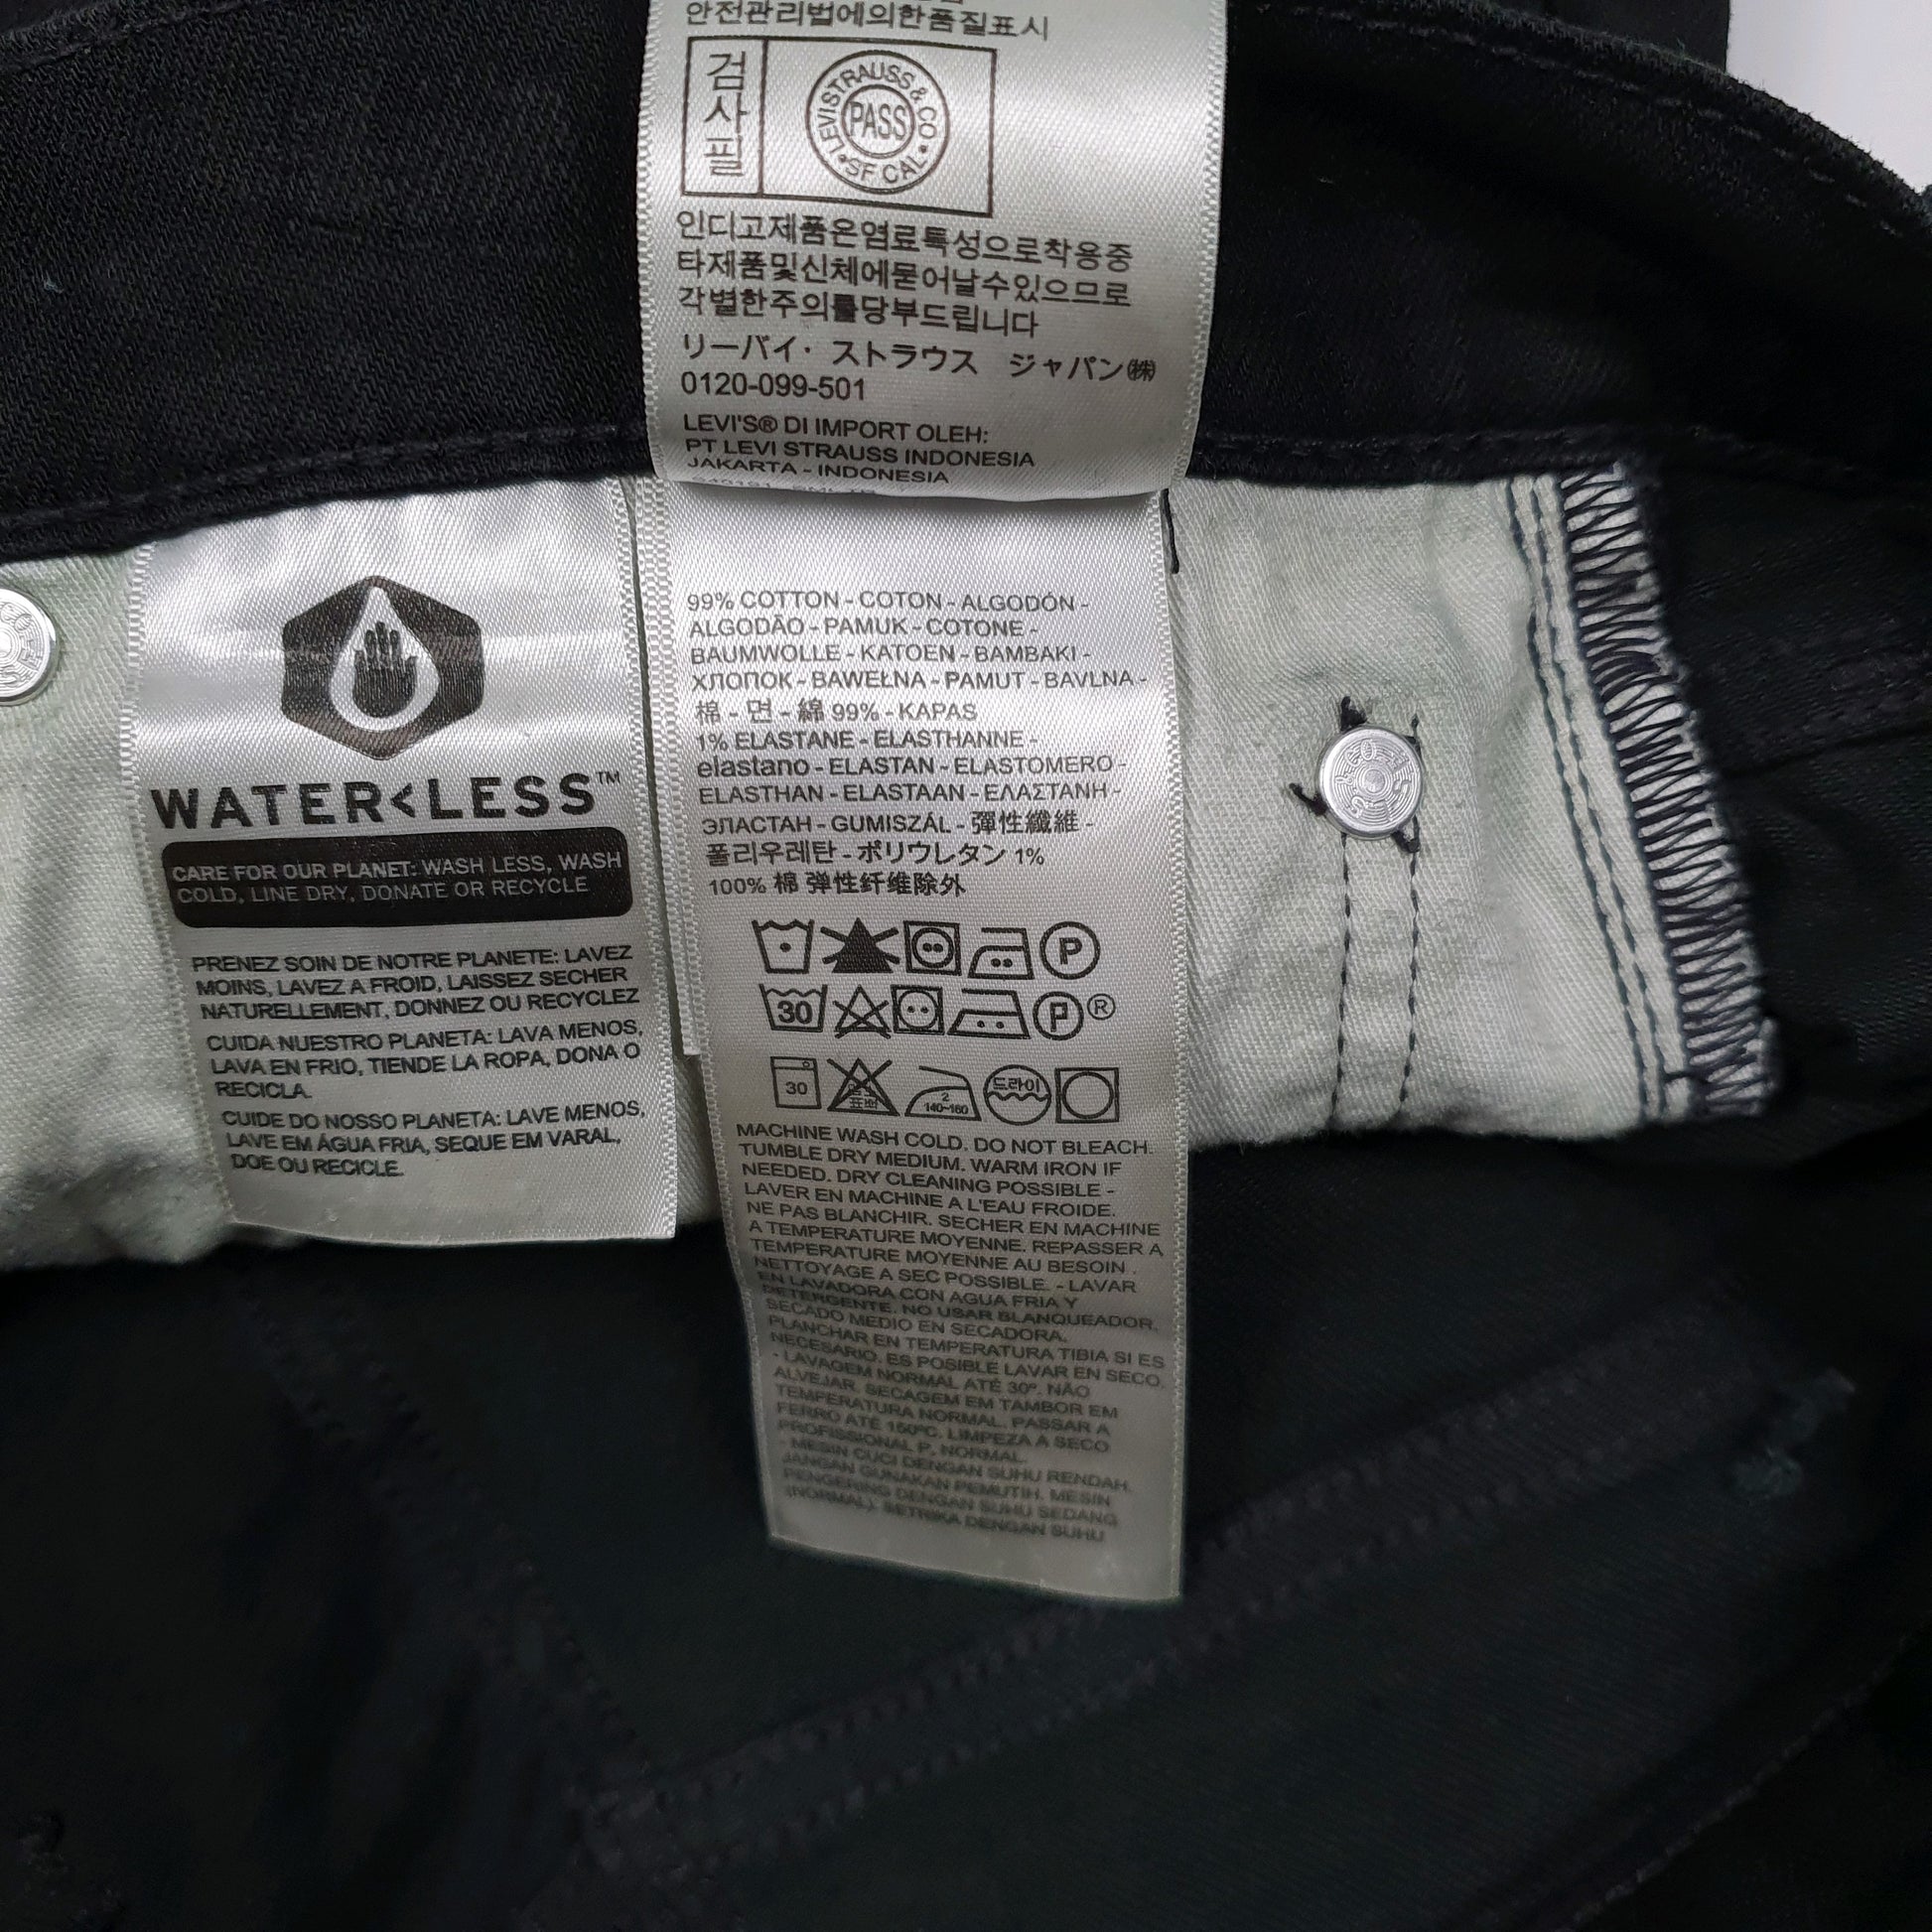 안전관리법에의한품질표시
검
사
필
LEVI STRAUSS & CO
PASS
SF CAL
인디고제품은염료특성으로착용중
타제품및신체에묻어날수있으므로
각별한주의를당부드립니다
リーバイ・ストラウス ジャパン㈱
0120-099-501
LEVI'S® DI IMPORT OLEH:
PT LEVI STRAUSS INDONESIA
JAKARTA - INDONESIA
WATER<LESS™
CARE FOR OUR PLANET: WASH LESS, WASH
COLD, LINE DRY, DONATE OR RECYCLE
PRENEZ SOIN DE NOTRE PLANETE: LAVEZ
MOINS, LAVEZ A FROID, LAISSEZ SECHER
NATURELLEMENT, DONNEZ OU RECYCLEZ
CUIDA NUESTRO PLANETA: LAVA MENOS,
LAVA EN FRIO, TIENDE LA ROPA, DONA O
RECICLA.
CUIDE DO NOSSO PLANETA: LAVE MENOS,
LAVE EM ÁGUA FRIA, SEQUE EM VARAL,
DOE OU RECICLE.
99% COTTON - COTON - ALGODÓN -
ALGODÃO - PAMUK - COTONE -
BAUMWOLLE - KATOEN - BAMBAKI -
ХЛОПОК - BAWEŁNA - PAMUT - BAVLNA -
棉 - 면 - 綿 99% - KAPAS
1% ELASTANE - ELASTHANNE -
elastano - ELASTAN - ELASTOMERO -
ELASTHAN - ELASTAAN - ΕΛΑΣΤΑΝΗ -
ЭЛАСТАН - GUMISZÁL - 彈性纖維 -
폴리우레탄 - ポリウレタン 1%
100% 棉 弹性纤维除外
P
30 P ®
30 2 140~160 드라이
MACHINE WASH COLD. DO NOT BLEACH.
TUMBLE DRY MEDIUM. WARM IRON IF
NEEDED. DRY CLEANING POSSIBLE -
LAVER EN MACHINE A L'EAU FROIDE.
NE PAS BLANCHIR. SECHER EN MACHINE
A TEMPERATURE MOYENNE. REPASSER A
TEMPERATURE MOYENNE AU BESOIN .
NETTOYAGE A SEC POSSIBLE. - LAVAR
EN LAVADORA CON AGUA FRIA Y
DETERGENTE. NO USAR BLANQUEADOR.
SECADO MEDIO EN SECADORA.
PLANCHAR EN TEMPERATURA TIBIA SI ES
NECESARIO. ES POSIBLE LAVAR EN SECO.
- LAVAGEM NORMAL ATÉ 30º. NÃO
ALVEJAR. SECAGEM EM TAMBOR EM
TEMPERATURA NORMAL. PASSAR A
FERRO ATÉ 150ºC. LIMPEZA A SECO
PROFISSIONAL P. NORMAL.
- MESIN CUCI DENGAN SUHU RENDAH.
JANGAN GUNAKAN PEMUTIH. MESIN
PENGERING DENGAN SUHU SEDANG
(NORMAL). SETRIKA DENGAN SUHU